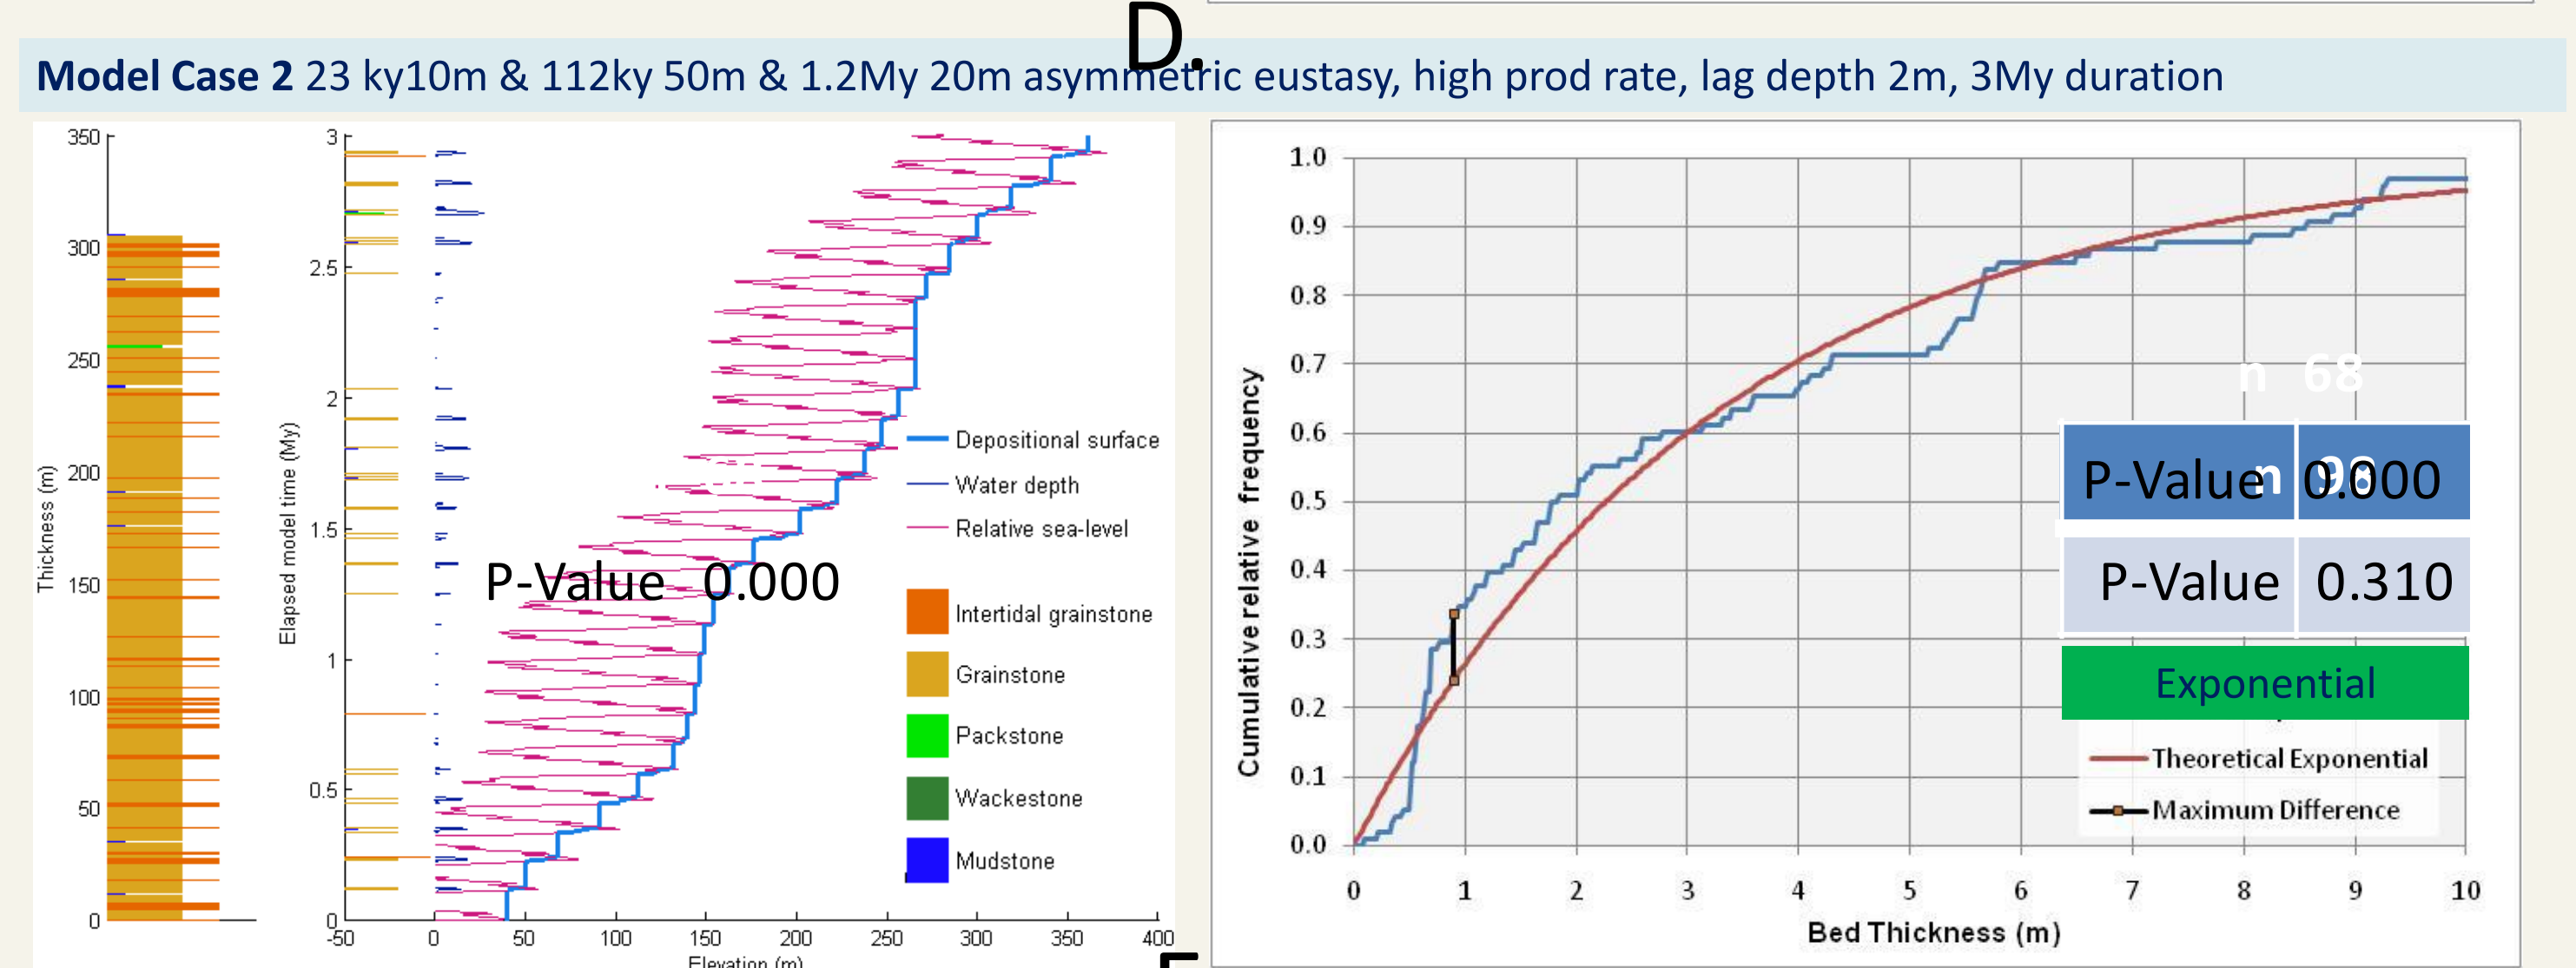 D.
Model Case 2 23 ky10m & 112ky 50m & 1.2My 20m asymmetric eustasy, high prod rate, lag depth 2m, 3My duration
350
300
250
200
150
100
50
0
Thickness (m)
3
2.5
2
1.5
1
0.5
0
Elapsed model time (My)
-50 0 50 100 150 200 250 300 350 400
Elevation (m)
Depositional surface
Water depth
Relative sea-level
Intertidal grainstone
Grainstone
Packstone
Wackestone
Mudstone
P-Value 0.000
1.0
0.9
0.8
0.7
0.6
0.5
0.4
0.3
0.2
0.1
0.0
Cumulative relative frequency
0 1 2 3 4 5 6 7 8 9 10
Bed Thickness (m)
n 68
n 98
P-Value 0.000
P-Value 0.310
Exponential
Theoretical Exponential
Maximum Difference